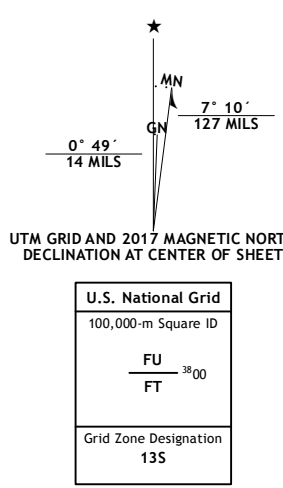 ★
MN
GN
7° 10´
127 MILS
0° 49´
14 MILS
UTM GRID AND 2017 MAGNETIC NORT
DECLINATION AT CENTER OF SHEET
U.S. National Grid
100,000-m Square ID
FU
FT
3800
Grid Zone Designation
13S